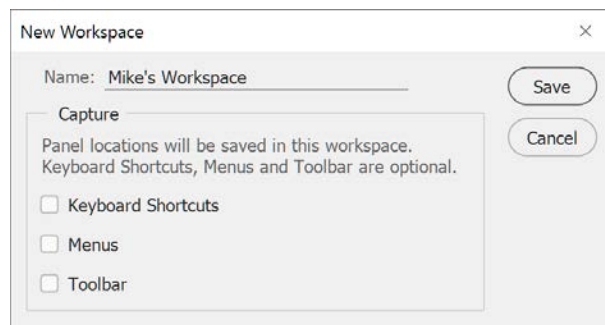 New Workspace
Name: Mike's Workspace
Save
Capture
Cancel
Panel locations will be saved in this workspace.
Keyboard Shortcuts, Menus and Toolbar are optional.
Keyboard Shortcuts
Menus
Toolbar